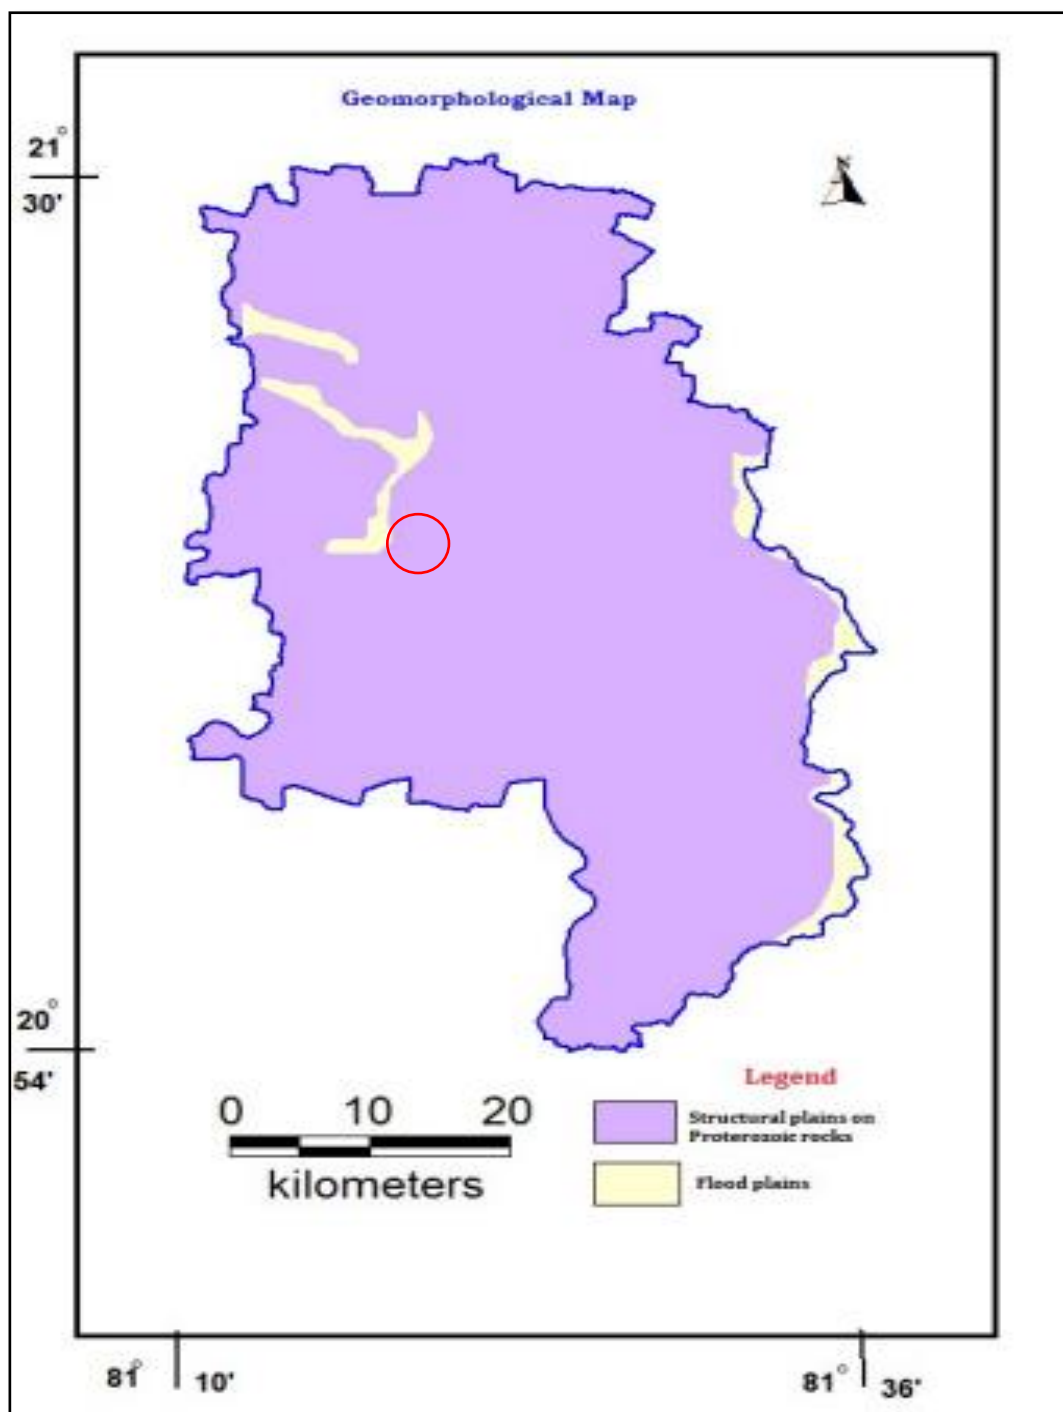 Geomorphological Map
21°
30'
N
20°
54'
Legend
0 10 20
kilometers
Structural plains on
Proterozoic rocks
Flood plains
81° 10'
81° 36'